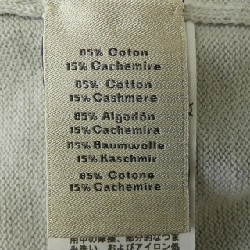 85% Coton
15% Cachemire
85% Cotton
15% Cashmere
85% Algodón
15% Cachemira
85% Baumwolle
15% Kaschmir
85% Cotone
15% Cachemire